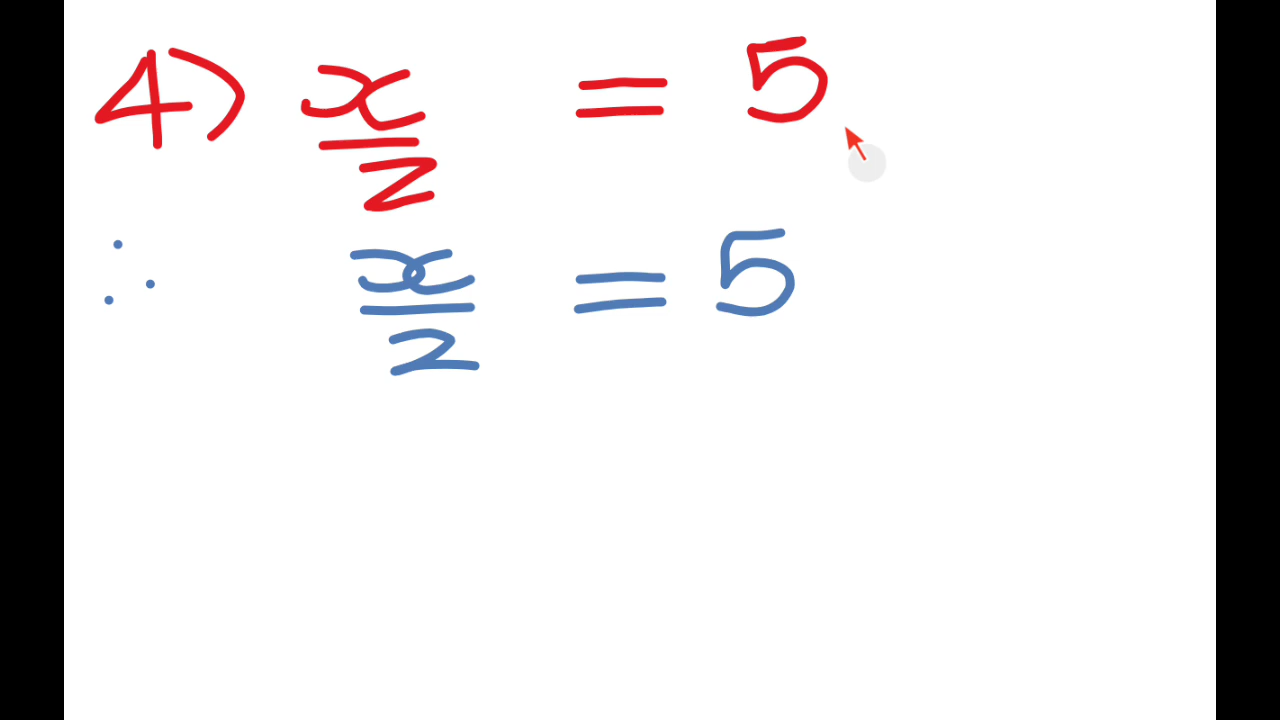 4) x/2 = 5
∴ x/2 = 5